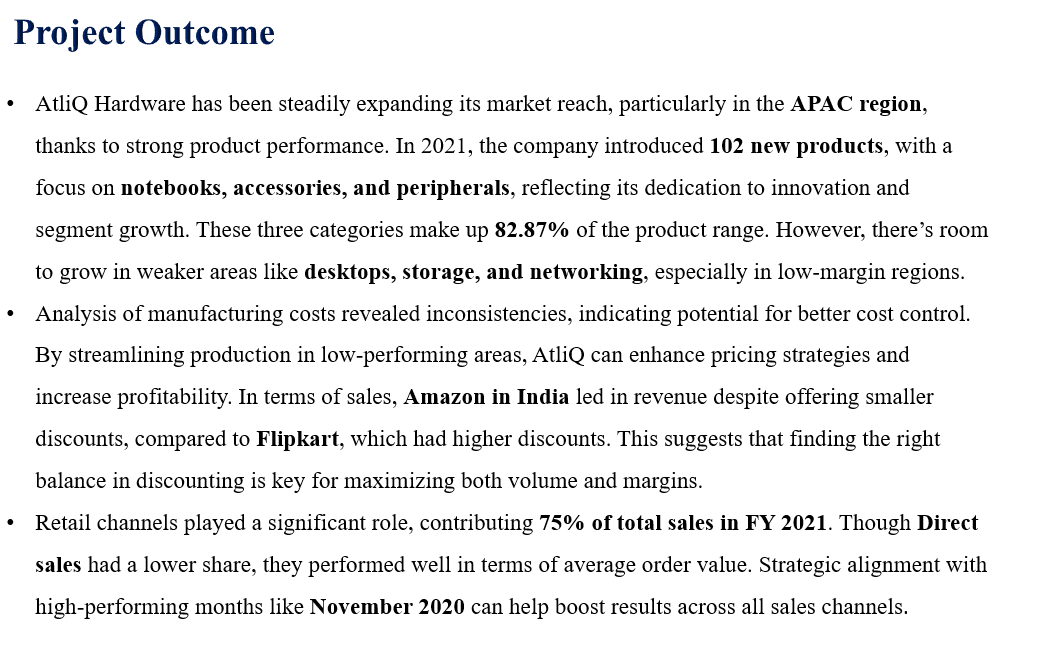 Project Outcome
• AtliQ Hardware has been steadily expanding its market reach, particularly in the APAC region,
thanks to strong product performance. In 2021, the company introduced 102 new products, with a
focus on notebooks, accessories, and peripherals, reflecting its dedication to innovation and
segment growth. These three categories make up 82.87% of the product range. However, there’s room
to grow in weaker areas like desktops, storage, and networking, especially in low-margin regions.
• Analysis of manufacturing costs revealed inconsistencies, indicating potential for better cost control.
By streamlining production in low-performing areas, AtliQ can enhance pricing strategies and
increase profitability. In terms of sales, Amazon in India led in revenue despite offering smaller
discounts, compared to Flipkart, which had higher discounts. This suggests that finding the right
balance in discounting is key for maximizing both volume and margins.
• Retail channels played a significant role, contributing 75% of total sales in FY 2021. Though Direct
sales had a lower share, they performed well in terms of average order value. Strategic alignment with
high-performing months like November 2020 can help boost results across all sales channels.